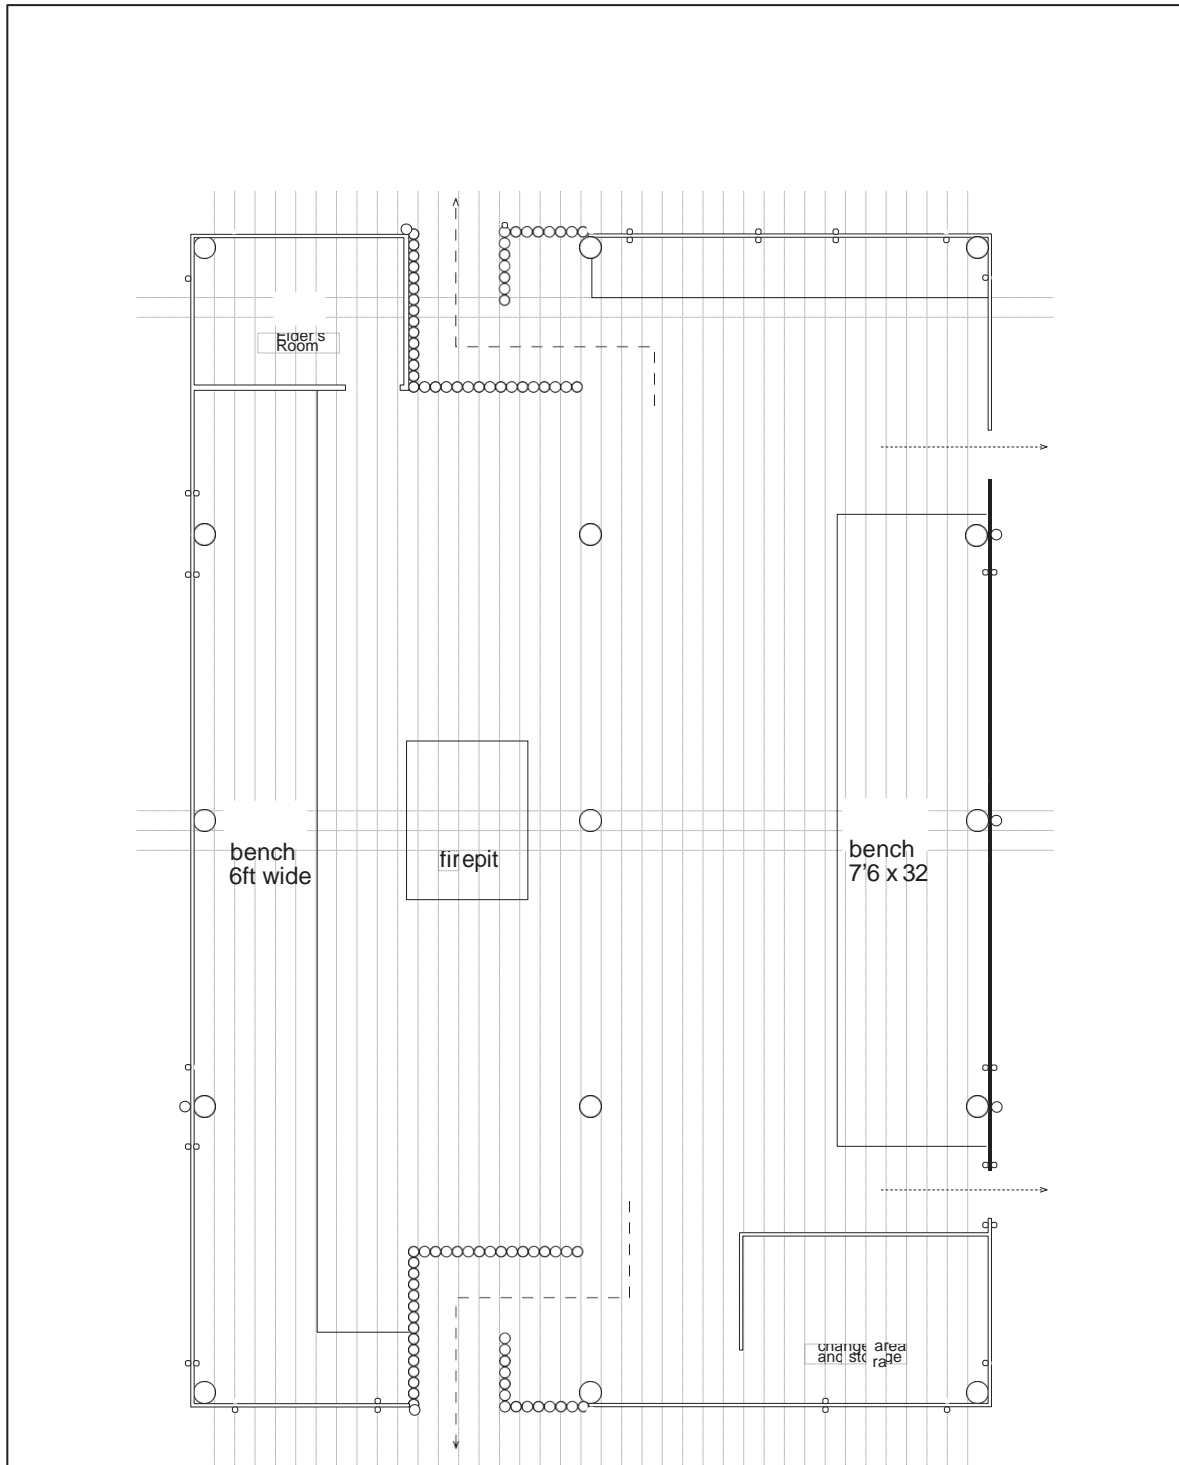 Elder's
Room
bench
6ft wide
firepit
bench
7'6 x 32
change area
and storage